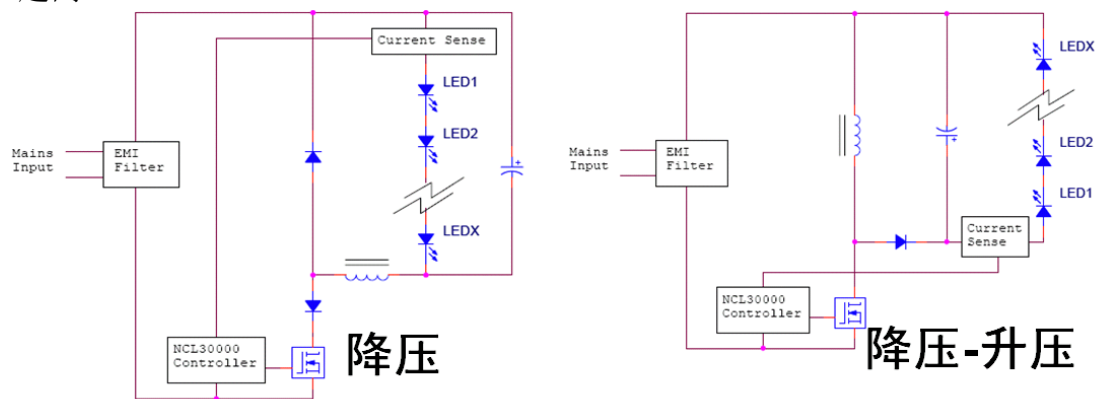 Current Sense
LED1
LED2
LEDX
Mains
Input
EMI
Filter
NCL30000
Controller
降压
LEDX
LED2
LED1
Mains
Input
EMI
Filter
Current
Sense
NCL30000
Controller
降压-升压